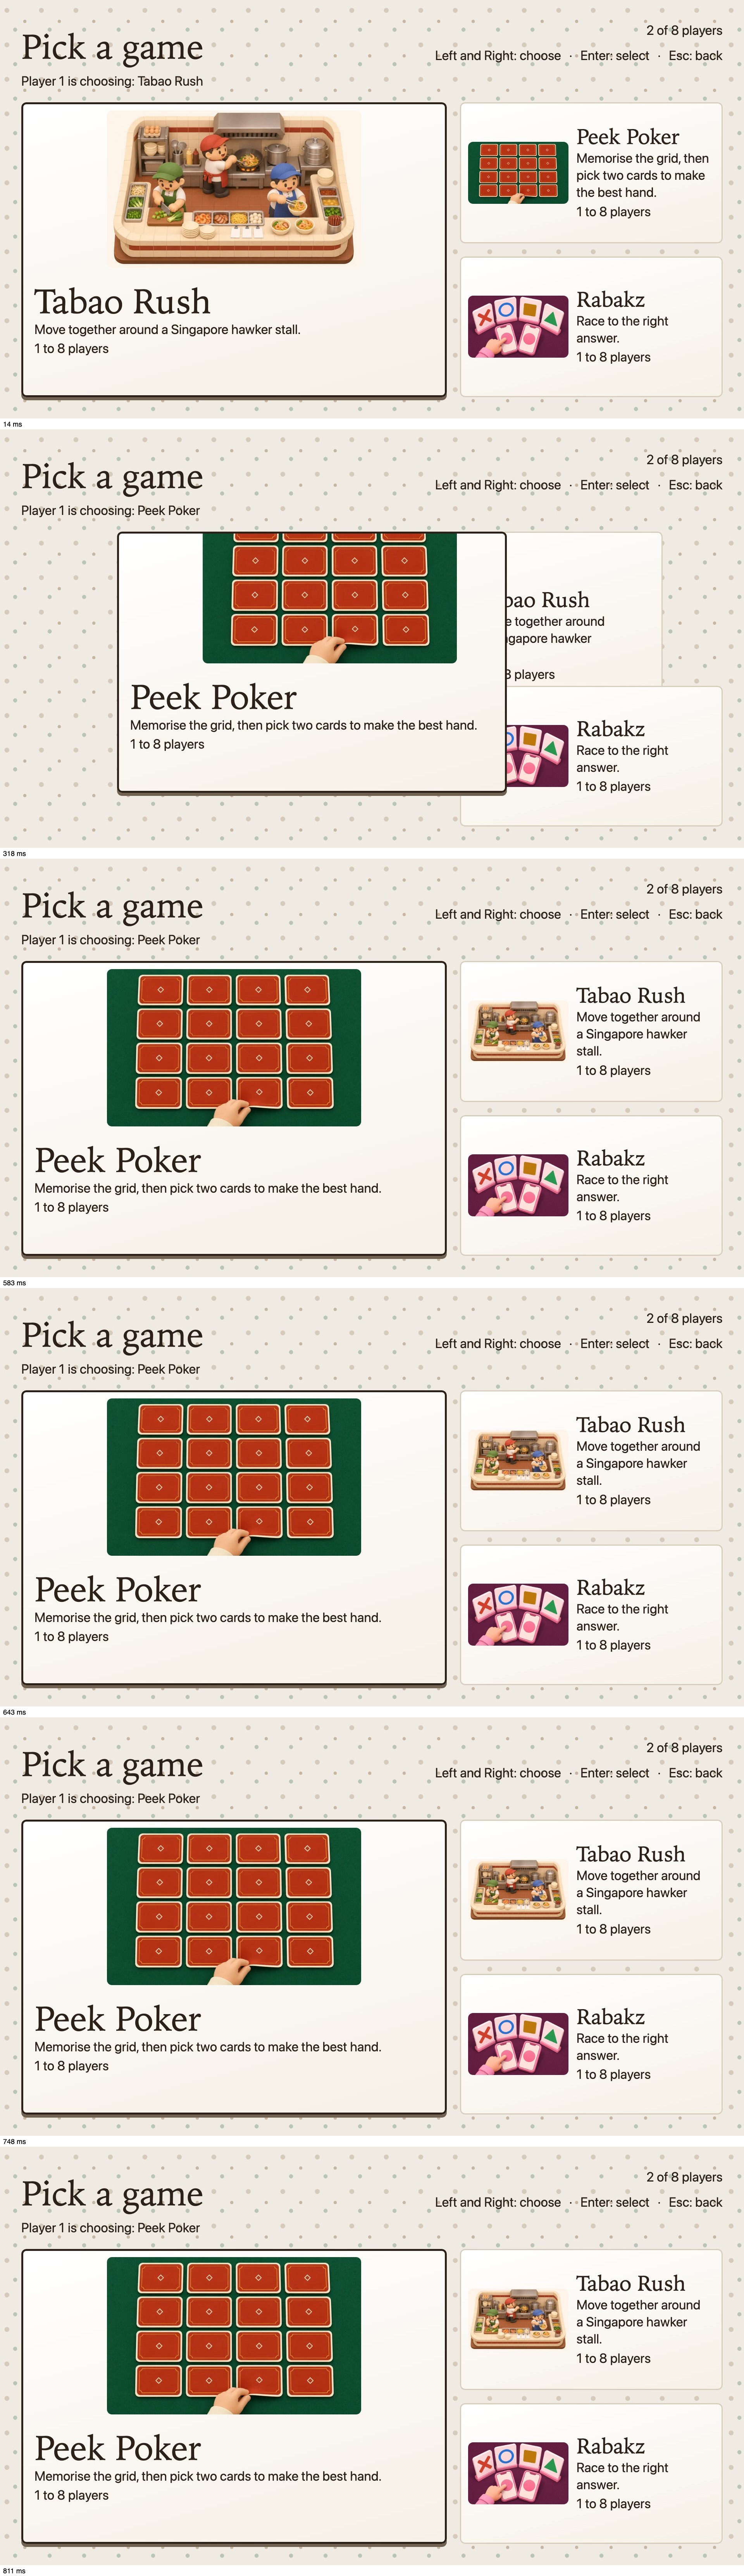 Pick a game
2 of 8 players
Left and Right: choose · Enter: select · Esc: back
Player 1 is choosing: Tabao Rush
Tabao Rush
Move together around a Singapore hawker stall.
1 to 8 players
Peek Poker
Memorise the grid, then
pick two cards to make
the best hand.
1 to 8 players
Rabakz
Race to the right
answer.
1 to 8 players
14 ms
Pick a game
2 of 8 players
Left and Right: choose · Enter: select · Esc: back
Player 1 is choosing: Peek Poker
Peek Poker
Memorise the grid, then pick two cards to make the best hand.
1 to 8 players
bao Rush
e together around
ngapore hawker
8 players
Rabakz
Race to the right
answer.
1 to 8 players
318 ms
Pick a game
2 of 8 players
Left and Right: choose · Enter: select · Esc: back
Player 1 is choosing: Peek Poker
Peek Poker
Memorise the grid, then pick two cards to make the best hand.
1 to 8 players
Tabao Rush
Move together around
a Singapore hawker
stall.
1 to 8 players
Rabakz
Race to the right
answer.
1 to 8 players
583 ms
Pick a game
2 of 8 players
Left and Right: choose · Enter: select · Esc: back
Player 1 is choosing: Peek Poker
Peek Poker
Memorise the grid, then pick two cards to make the best hand.
1 to 8 players
Tabao Rush
Move together around
a Singapore hawker
stall.
1 to 8 players
Rabakz
Race to the right
answer.
1 to 8 players
643 ms
Pick a game
2 of 8 players
Left and Right: choose · Enter: select · Esc: back
Player 1 is choosing: Peek Poker
Peek Poker
Memorise the grid, then pick two cards to make the best hand.
1 to 8 players
Tabao Rush
Move together around
a Singapore hawker
stall.
1 to 8 players
Rabakz
Race to the right
answer.
1 to 8 players
748 ms
Pick a game
2 of 8 players
Left and Right: choose · Enter: select · Esc: back
Player 1 is choosing: Peek Poker
Peek Poker
Memorise the grid, then pick two cards to make the best hand.
1 to 8 players
Tabao Rush
Move together around
a Singapore hawker
stall.
1 to 8 players
Rabakz
Race to the right
answer.
1 to 8 players
811 ms